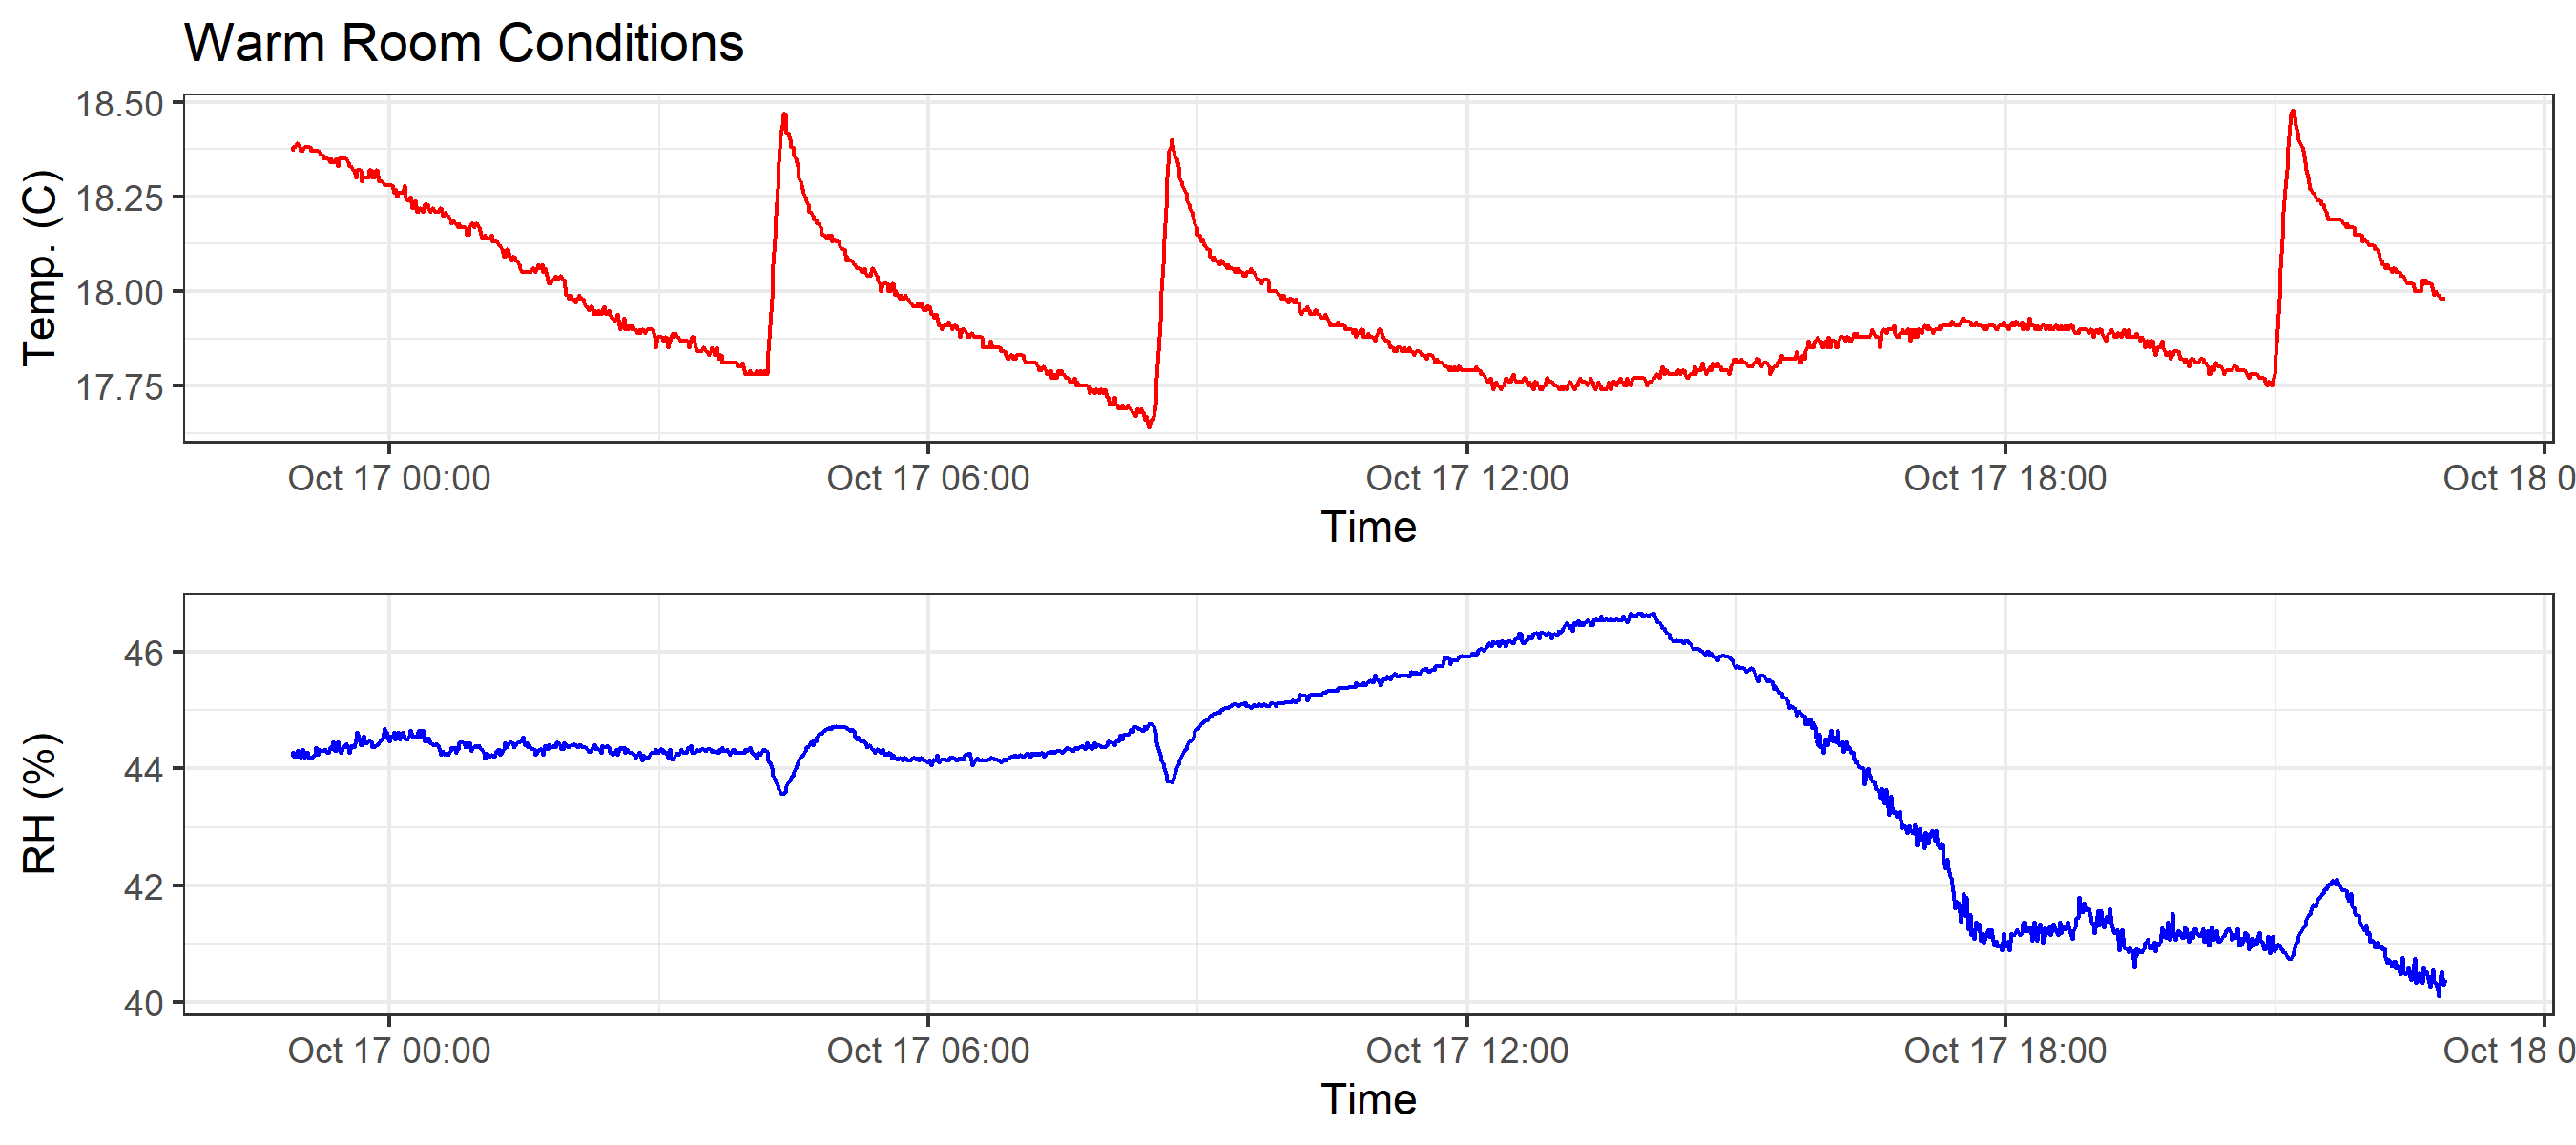 Warm Room Conditions
18.50
18.25
18.00
17.75
Temp. (C)
Oct 17 00:00 Oct 17 06:00 Oct 17 12:00 Oct 17 18:00 Oct 18 0
Time
46
44
42
40
RH (%)
Oct 17 00:00 Oct 17 06:00 Oct 17 12:00 Oct 17 18:00 Oct 18 0
Time